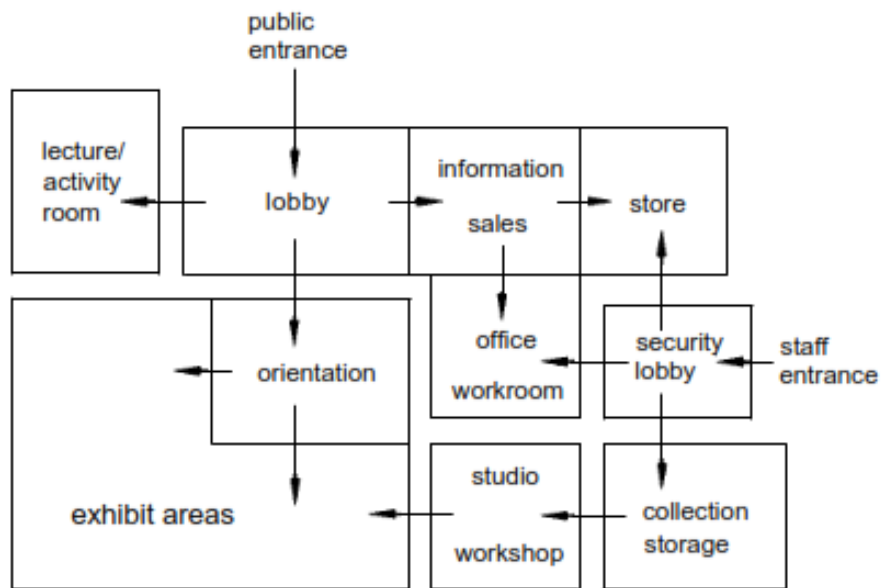 public
entrance
lecture/
activity
room
lobby
information
sales
store
orientation
office
workroom
security
lobby
staff
entrance
exhibit areas
studio
workshop
collection
storage